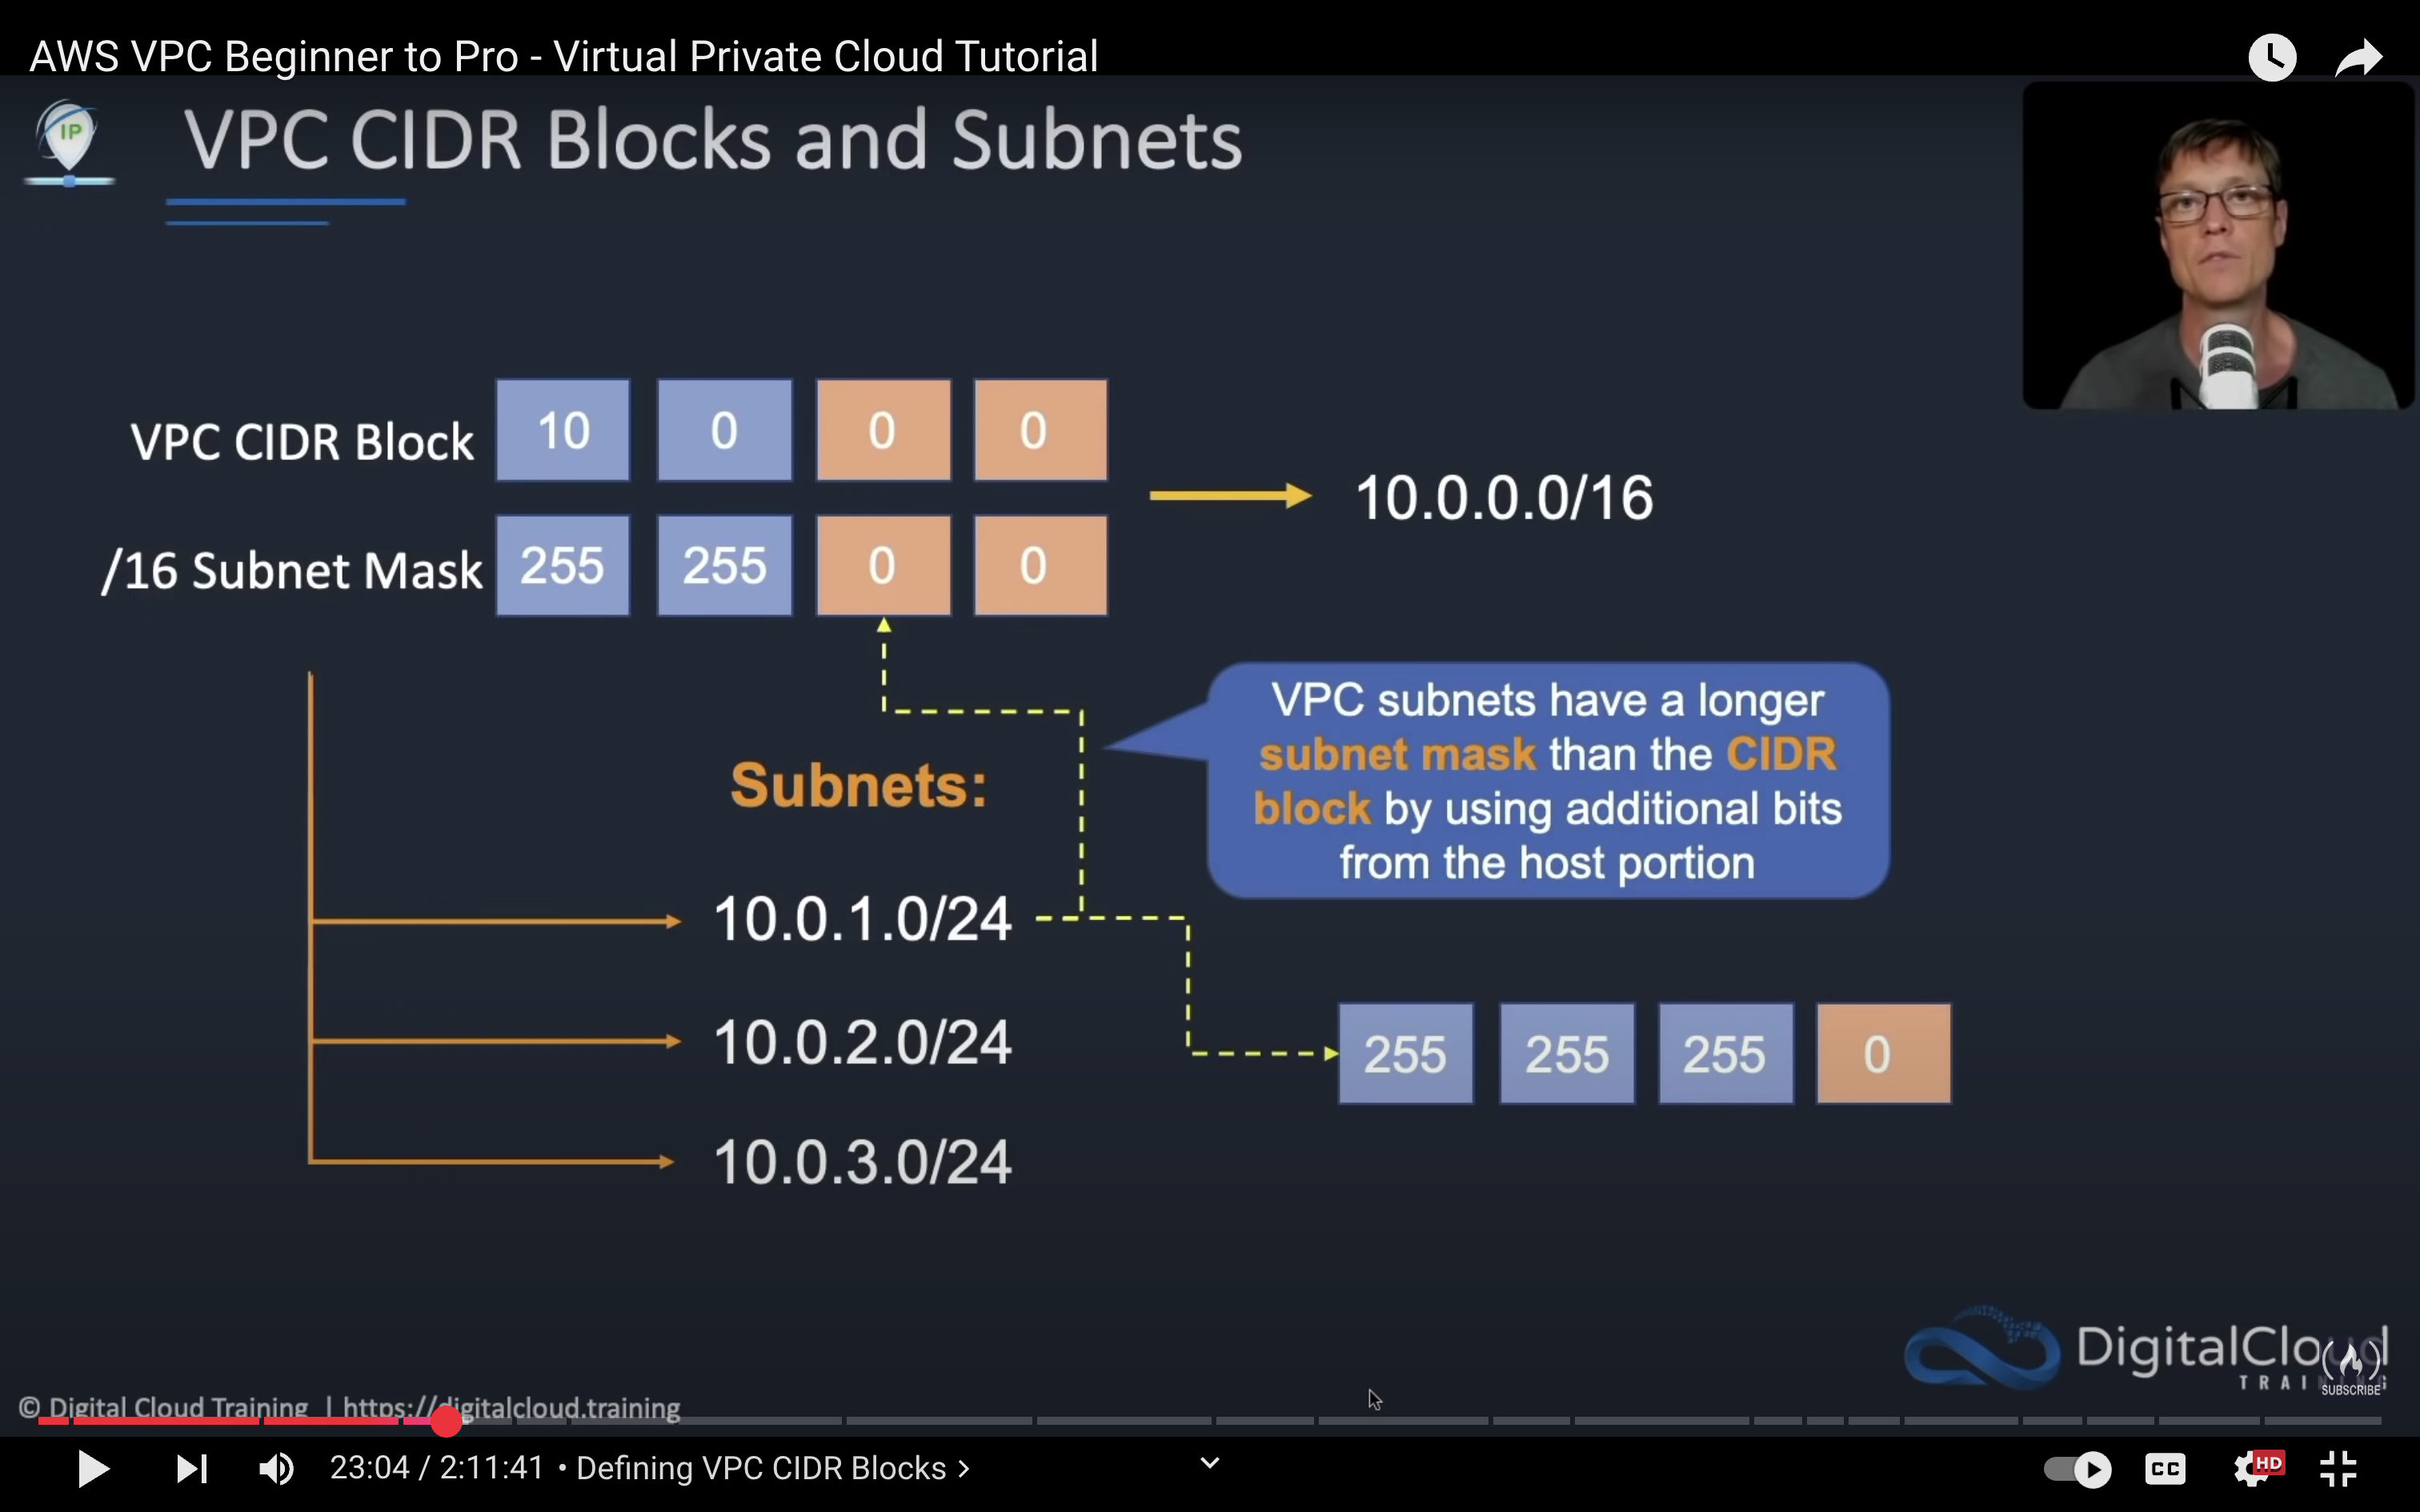 AWS VPC Beginner to Pro - Virtual Private Cloud Tutorial
IP
VPC CIDR Blocks and Subnets
VPC CIDR Block 10 0 0 0
10.0.0.0/16
/16 Subnet Mask 255 255 0 0
VPC subnets have a longer
subnet mask than the CIDR
block by using additional bits
from the host portion
Subnets:
10.0.1.0/24
10.0.2.0/24
255 255 255 0
10.0.3.0/24
DigitalCloud
TRAINING
SUBSCRIBE
© Digital Cloud Training | https://digitalcloud.training
23:04 / 2:11:41 • Defining VPC CIDR Blocks >
CC
HD